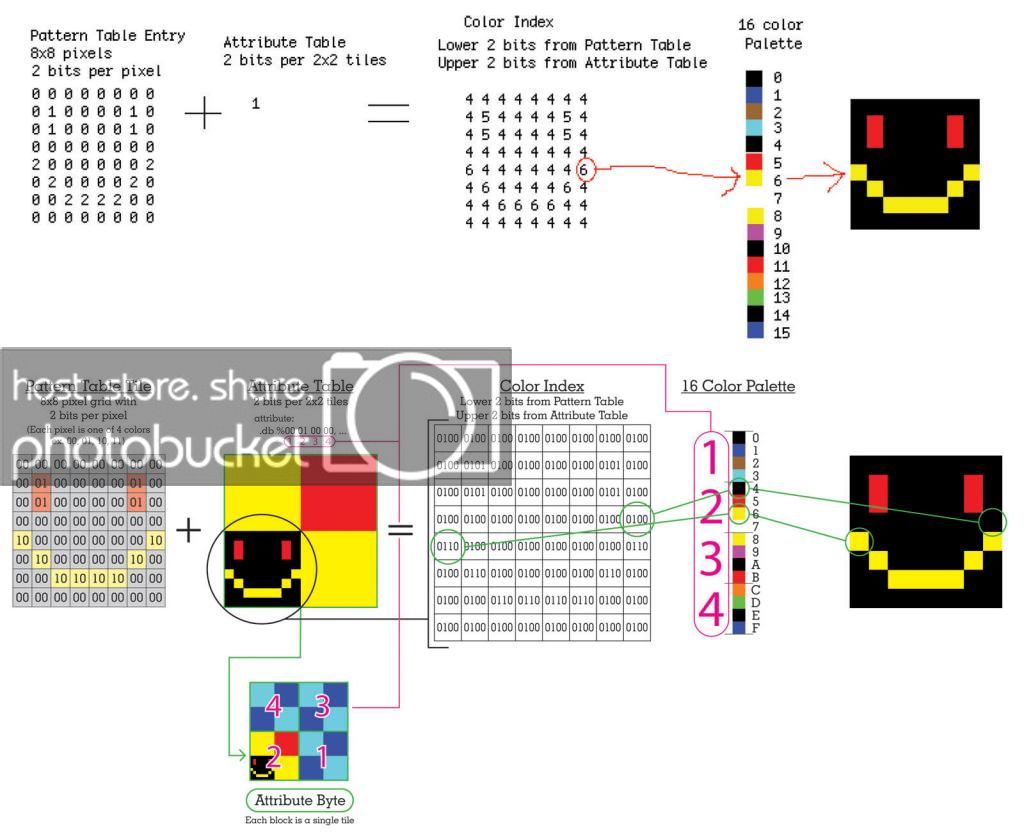 Pattern Table Entry
8x8 pixels
2 bits per pixel
0 0 0 0 0 0 0 0
0 1 0 0 0 0 1 0
0 1 0 0 0 0 1 0
0 0 0 0 0 0 0 0
2 0 0 0 0 0 0 2
0 2 0 0 0 0 2 0
0 0 2 2 2 2 0 0
0 0 0 0 0 0 0 0
+
Attribute Table
2 bits per 2x2 tiles
1
=
Color Index
Lower 2 bits from Pattern Table
Upper 2 bits from Attribute Table
4 4 4 4 4 4 4 4
4 5 4 4 4 4 5 4
4 5 4 4 4 4 5 4
4 4 4 4 4 4 4 4
6 4 4 4 4 4 4 6
4 6 4 4 4 4 6 4
4 4 6 6 6 6 4 4
4 4 4 4 4 4 4 4
16 color
Palette
0
1
2
3
4
5
6
7
8
9
10
11
12
13
14
15
host. store. share.
photobucket
Pattern Table Tile
8x8 pixel grid with
2 bits per pixel
(Each pixel is one of 4 colors
ex. 00, 01, 10, 11)
00 00 00 00 00 00 00 00
00 01 00 00 00 00 01 00
00 01 00 00 00 00 01 00
00 00 00 00 00 00 00 00
10 00 00 00 00 00 00 10
00 10 00 00 00 00 10 00
00 00 10 10 10 10 00 00
00 00 00 00 00 00 00 00
+
Attribute Table
2 bits per 2x2 tiles
attribute:
.db %00 01 00 00, ...
1 2 3 4
=
Color Index
Lower 2 bits from Pattern Table
Upper 2 bits from Attribute Table
0100 0100 0100 0100 0100 0100 0100 0100
0100 0101 0100 0100 0100 0100 0101 0100
0100 0101 0100 0100 0100 0100 0101 0100
0100 0100 0100 0100 0100 0100 0100 0100
0110 0100 0100 0100 0100 0100 0100 0110
0100 0110 0100 0100 0100 0100 0110 0100
0100 0100 0110 0110 0110 0110 0100 0100
0100 0100 0100 0100 0100 0100 0100 0100
16 Color Palette
1
2
3
4
0
1
2
3
4
5
6
7
8
9
A
B
C
D
E
F
4 3
2 1
Attribute Byte
Each block is a single tile